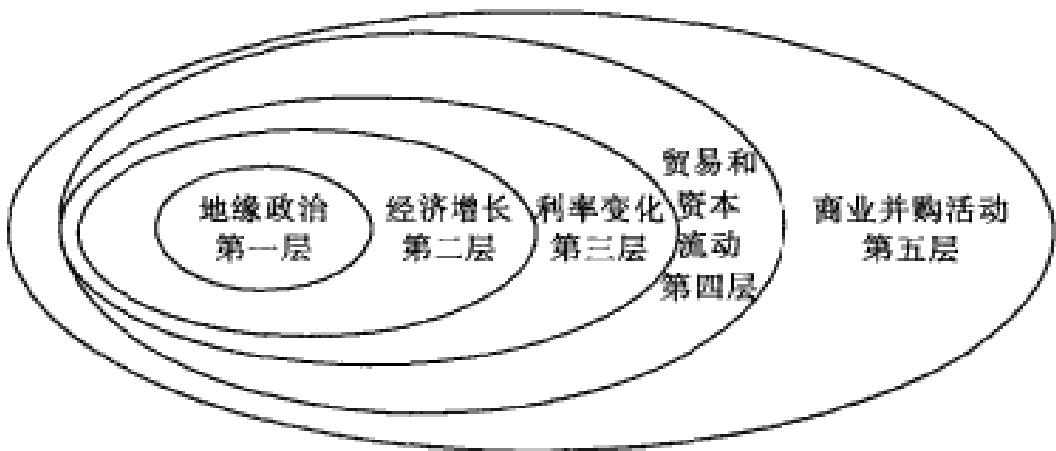 地缘政治
第一层
经济增长
第二层
利率变化
第三层
贸易和
资本
流动
第四层
商业并购活动
第五层